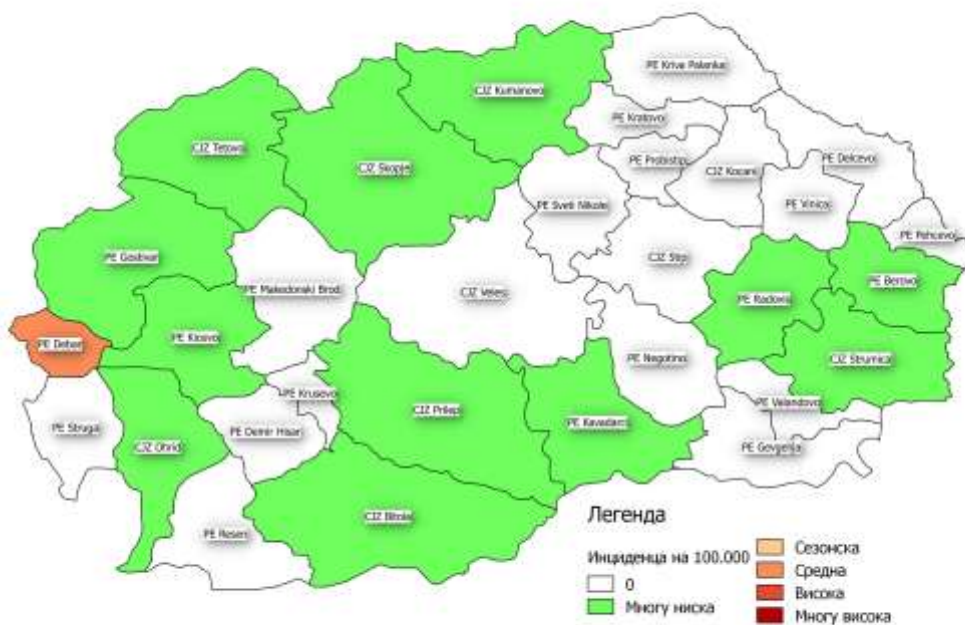 PE Kriva Palanka
CJZ Kumanovo
PE Kratovo
CJZ Tetovo
PE Probistip
PE Delcevo
CJZ Skopje
CJZ Kocani
PE Sveti Nikole
PE Vinica
PE Pehcevo
PE Gostivar
CJZ Stip
PE Berovo
PE Makedonski Brod
CJZ Veles
PE Radovis
PE Kicevo
PE Debar
PE Negotino
CJZ Strumica
PE Krusevo
PE Valandovo
CJZ Prilep
PE Struga
PE Kavadarci
PE Demir Hisar
CJZ Ohrid
PE Gevgelija
CJZ Bitola
PE Resen
Легенда
Инциденца на 100.000
0
Многу ниска
Сезонска
Средна
Висока
Многу висока